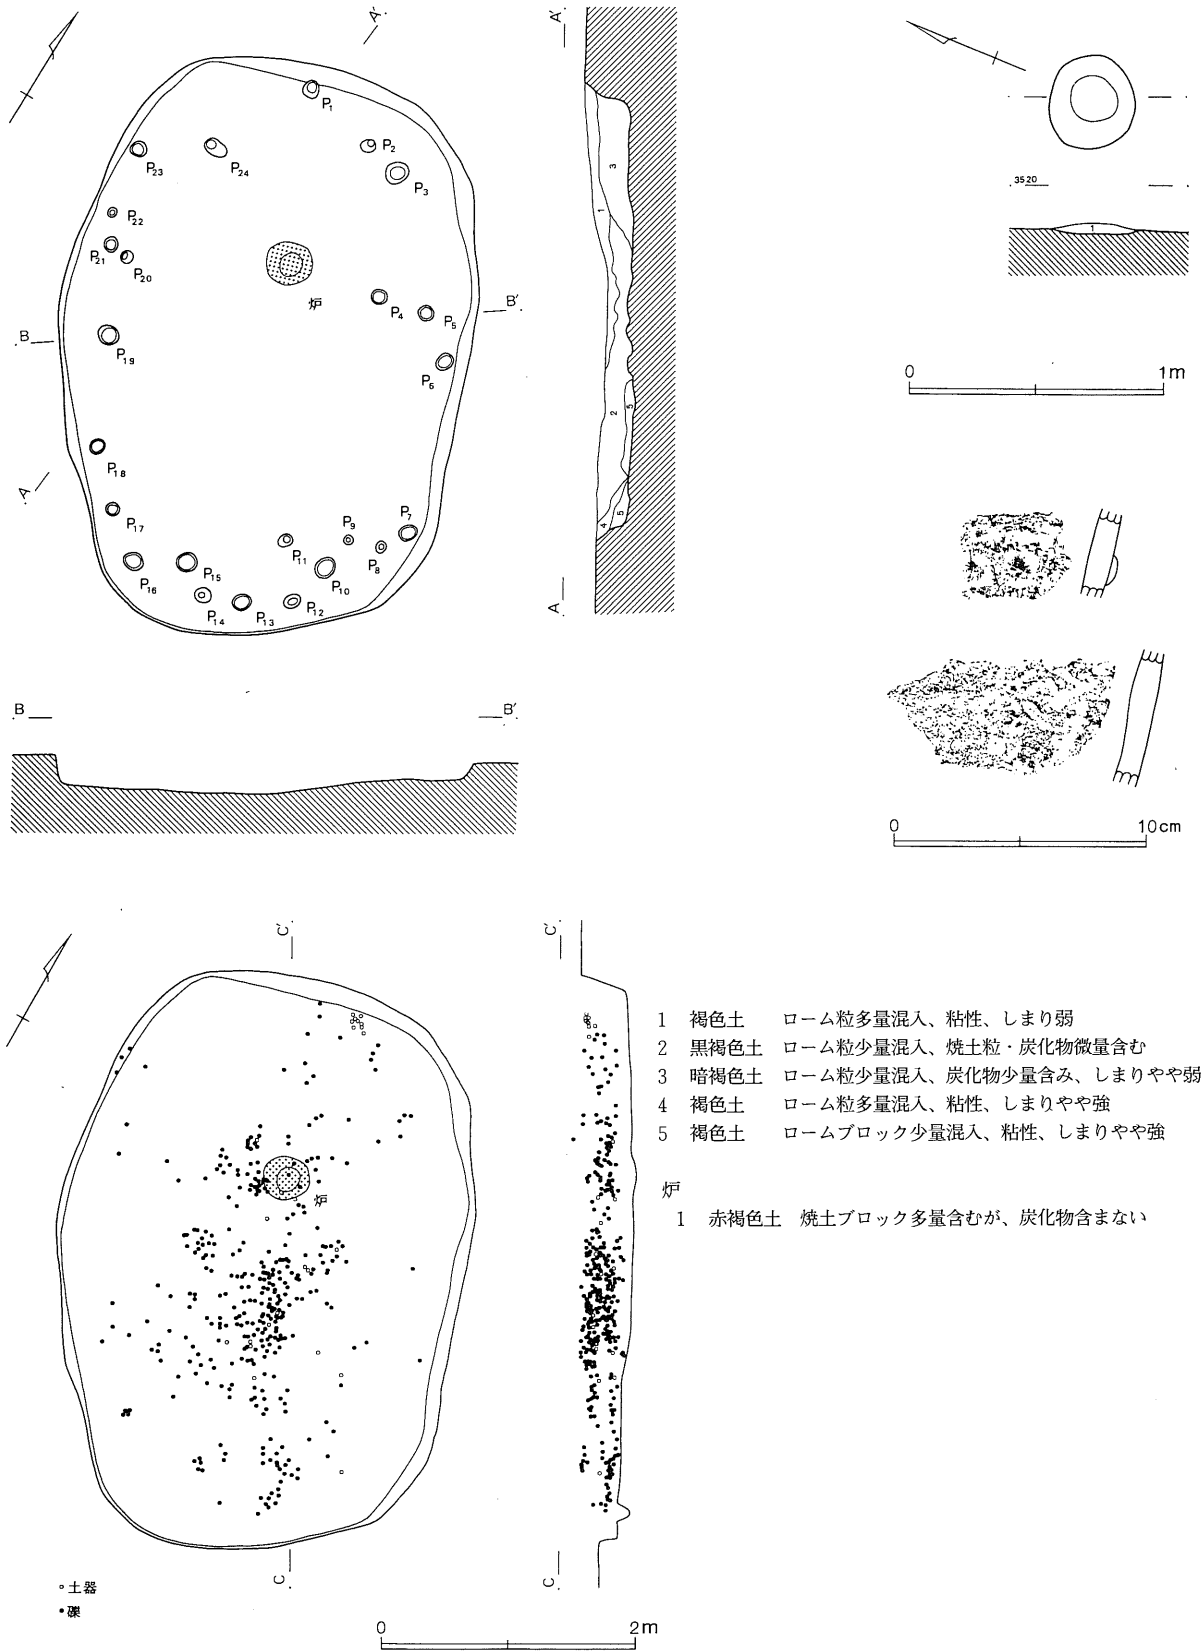 A'
P1
P2
P3
P23
P24
P22
P21
P20
炉
P4
P5
P6
B
B'
P19
P18
A
P17
P7
P9
P8
P11
P10
P16
P15
P14
P13
P12
A'
1
3
2
5
4
5
A
3520
1
0 1m
B B'
0 10cm
C'
炉
C
C'
C
1 褐色土 ローム粒多量混入、粘性、しまり弱
2 黒褐色土 ローム粒少量混入、焼土粒・炭化物微量含む
3 暗褐色土 ローム粒少量混入、炭化物少量含み、しまりやや弱
4 褐色土 ローム粒多量混入、粘性、しまりやや強
5 褐色土 ロームブロック少量混入、粘性、しまりやや強
炉
1 赤褐色土 焼土ブロック多量含むが、炭化物含まない
土器
礫
0 2m